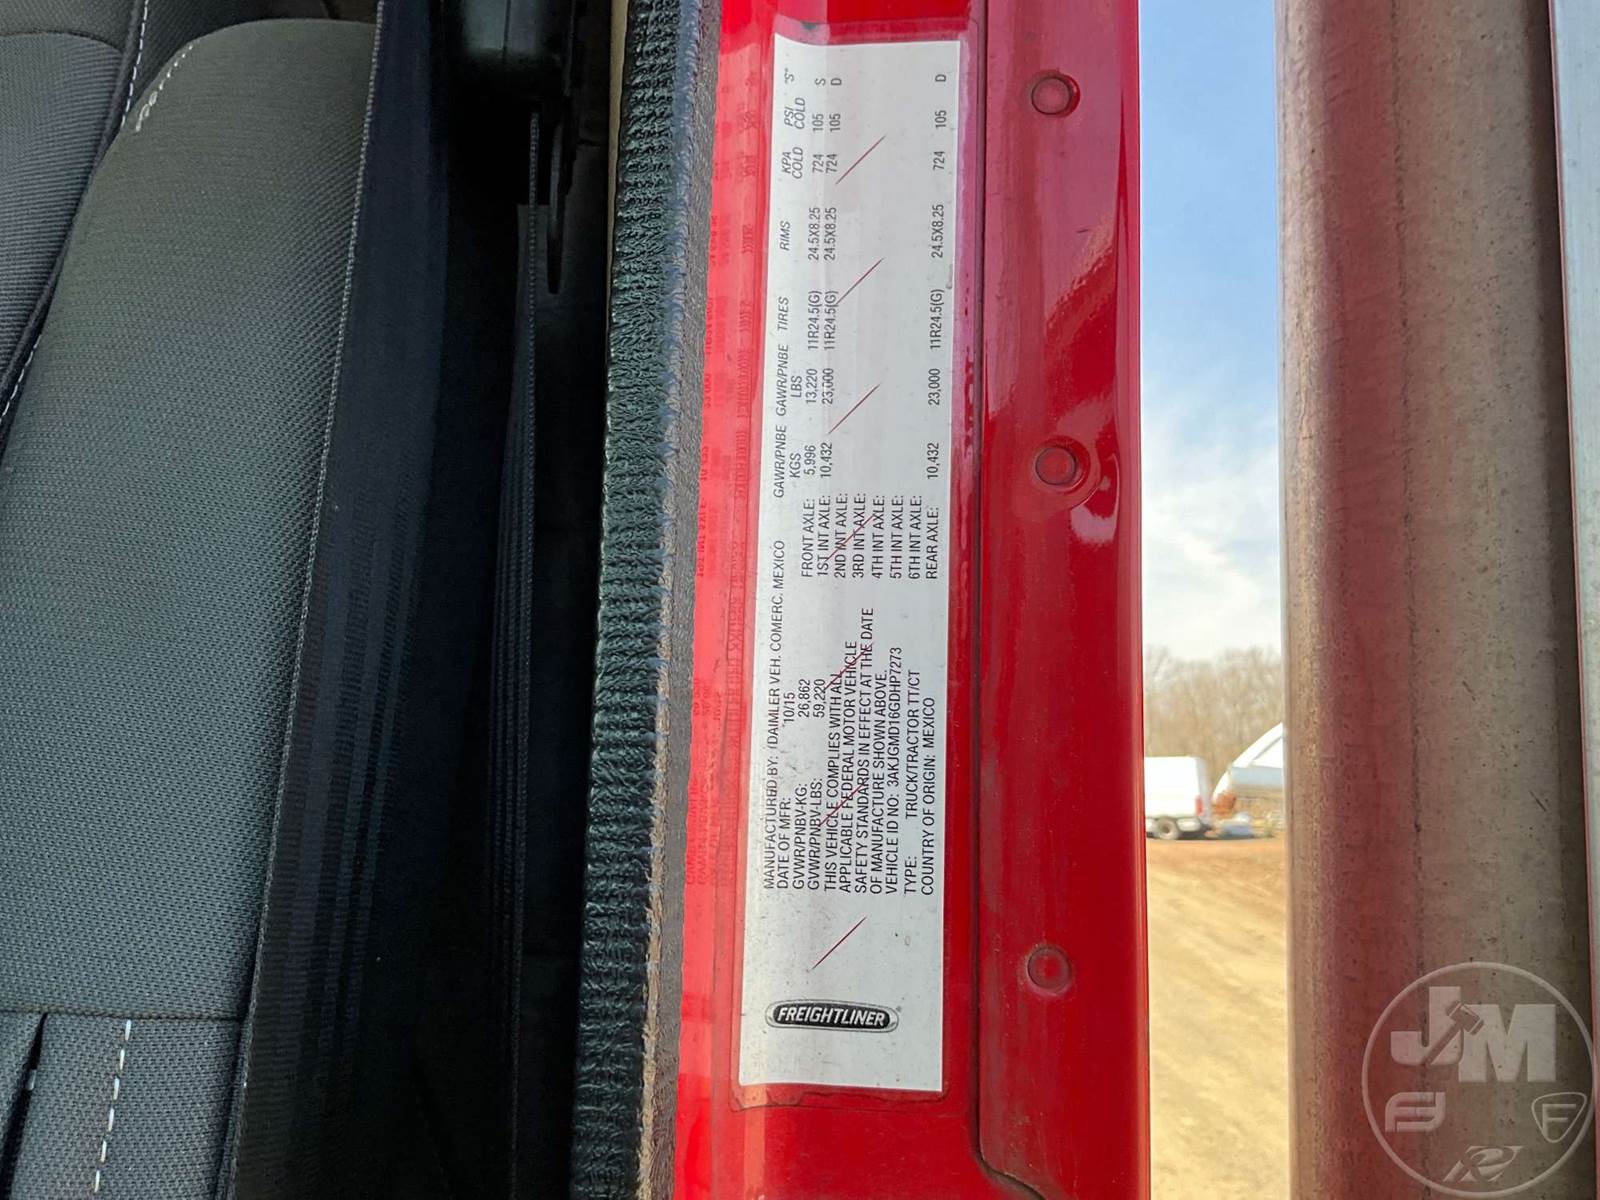 FREIGHTLINER
MANUFACTURED BY: DAIMLER VEH. COMERC. MEXICO
DATE OF MFR: 10/15
GVWR/PNBV-KG: 26,862
GVWR/PNBV-LBS: 59,220
THIS VEHICLE COMPLIES WITH ALL
APPLICABLE FEDERAL MOTOR VEHICLE
SAFETY STANDARDS IN EFFECT AT THE DATE
OF MANUFACTURE SHOWN ABOVE.
VEHICLE ID NO: 3AKJGMD16GDHP7273
TYPE: TRUCK/TRACTOR TT/CT
COUNTRY OF ORIGIN: MEXICO
GAWR/PNBE KGS GAWR/PNBE LBS TIRES RIMS KPA COLD PSI COLD "S"
FRONT AXLE: 5,996 13,220 11R24.5(G) 24.5X8.25 724 105 S
1ST INT AXLE: 10,432 23,000 11R24.5(G) 24.5X8.25 724 105 D
2ND INT AXLE:
3RD INT AXLE:
4TH INT AXLE:
5TH INT AXLE:
6TH INT AXLE:
REAR AXLE: 10,432 23,000 11R24.5(G) 24.5X8.25 724 105 D
JM